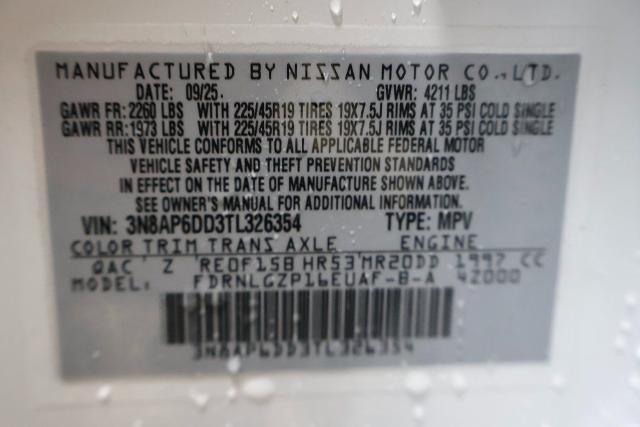 MANUFACTURED BY NISSAN MOTOR CO., LTD.
DATE: 09/25 GVWR: 4211 LBS
GAWR FR: 2260 LBS WITH 225/45R19 TIRES 19X7.5J RIMS AT 35 PSI COLD SINGLE
GAWR RR: 1973 LBS WITH 225/45R19 TIRES 19X7.5J RIMS AT 35 PSI COLD SINGLE
THIS VEHICLE CONFORMS TO ALL APPLICABLE FEDERAL MOTOR
VEHICLE SAFETY AND THEFT PREVENTION STANDARDS
IN EFFECT ON THE DATE OF MANUFACTURE SHOWN ABOVE.
SEE OWNER'S MANUAL FOR ADDITIONAL INFORMATION.
VIN: 3N8AP6DD3TL326354 TYPE: MPV
COLOR TRIM TRANS AXLE ENGINE
QAC Z RE0F15B HR53 MR20DD 1997 CC
MODEL: FDRNLGZP16EUAF-B-A 42000